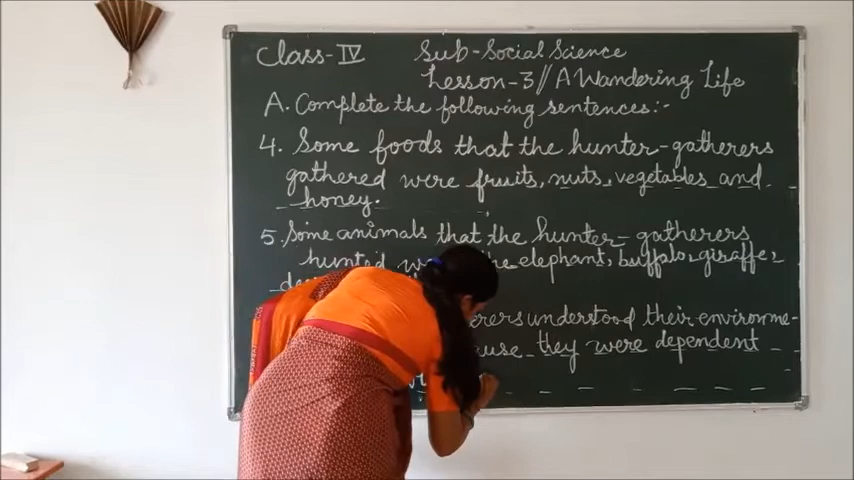 Class-IV Sub-Social Science
Lesson-3//A Wandering Life
A. Complete the following sentences:-
4. Some foods that the hunter-gatherers
gathered were fruits, nuts, vegetables, and
honey.
5. Some animals that the hunter-gatherers
hunted elephant, buffalo, giraffe,
understood their environme
they were dependent